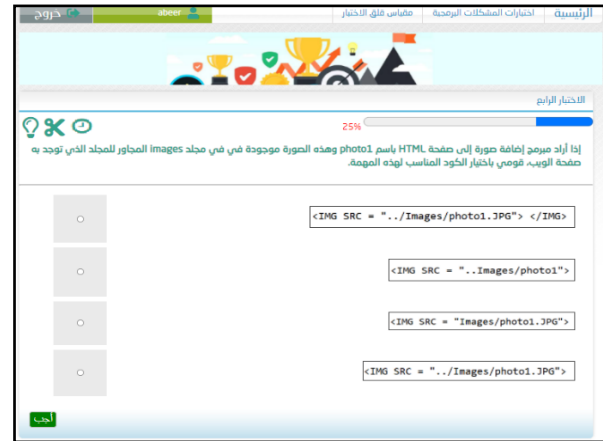 الرئيسية اختبارات المشكلات البرمجية مقياس قلق الاختبار abeer خروج
الاختبار الرابع
25%
إذا أراد مبرمج إضافة صورة إلى صفحة HTML باسم photo1 وهذه الصورة موجودة في في مجلد images المجاور للمجلد الذي توجد به
صفحة الويب، قومي باختيار الكود المناسب لهذه المهمة.
<IMG SRC = "../Images/photo1.JPG"> </IMG>
<IMG SRC = "..Images/photo1">
<IMG SRC = "Images/photo1.JPG">
<IMG SRC = "../Images/photo1.JPG">
أجب